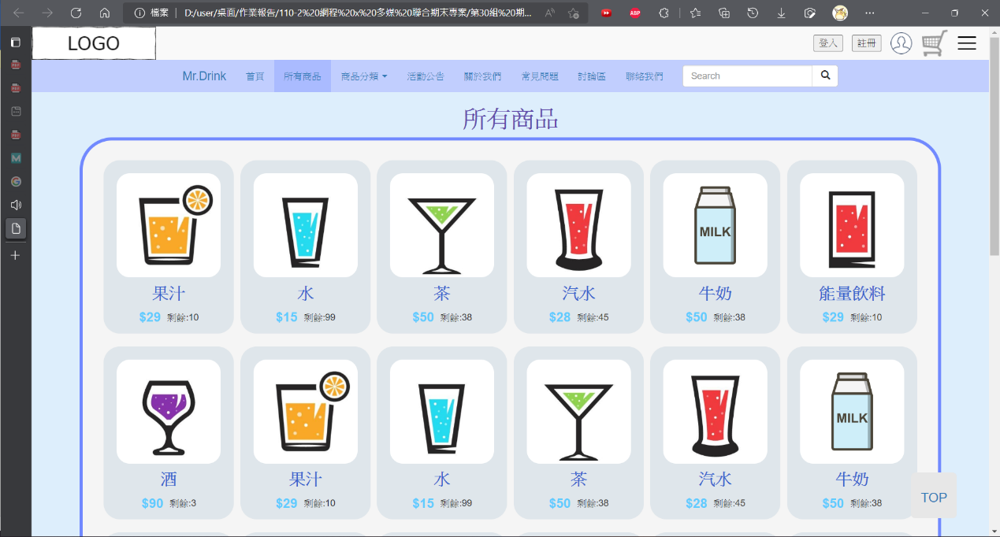 檔案 | D:/user/桌面/作業報告/110-2%20網程%20x%20多媒%20聯合期末專案/第30組%20期...
LOGO
登入 註冊
Mr.Drink 首頁 所有商品 商品分類 活動公告 關於我們 常見問題 討論區 聯絡我們 Search
所有商品
MILK
果汁 水 茶 汽水 牛奶 能量飲料
$29 剩餘:10 $15 剩餘:99 $50 剩餘:38 $28 剩餘:45 $50 剩餘:38 $29 剩餘:10
MILK
酒 果汁 水 茶 汽水 牛奶
$90 剩餘:3 $29 剩餘:10 $15 剩餘:99 $50 剩餘:38 $28 剩餘:45 $50 剩餘:38
TOP